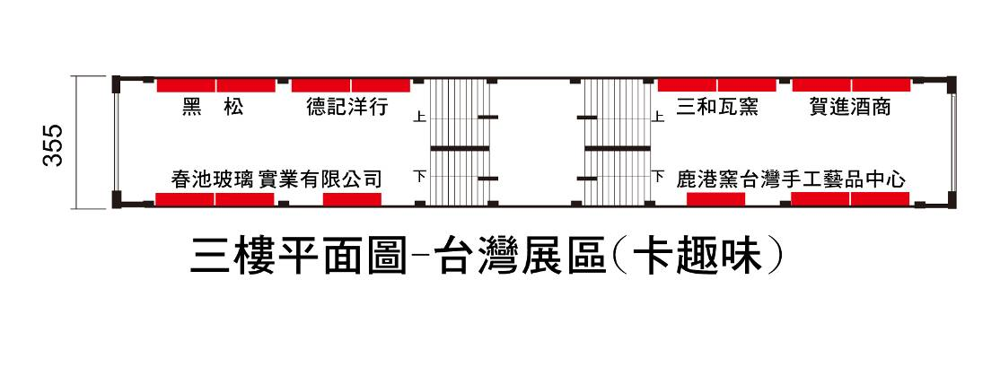 黑 松 德記洋行 上 上 三和瓦窯 賀進酒商
355
春池玻璃實業有限公司 下 下 鹿港窯台灣手工藝品中心
三樓平面圖-台灣展區(卡趣味)